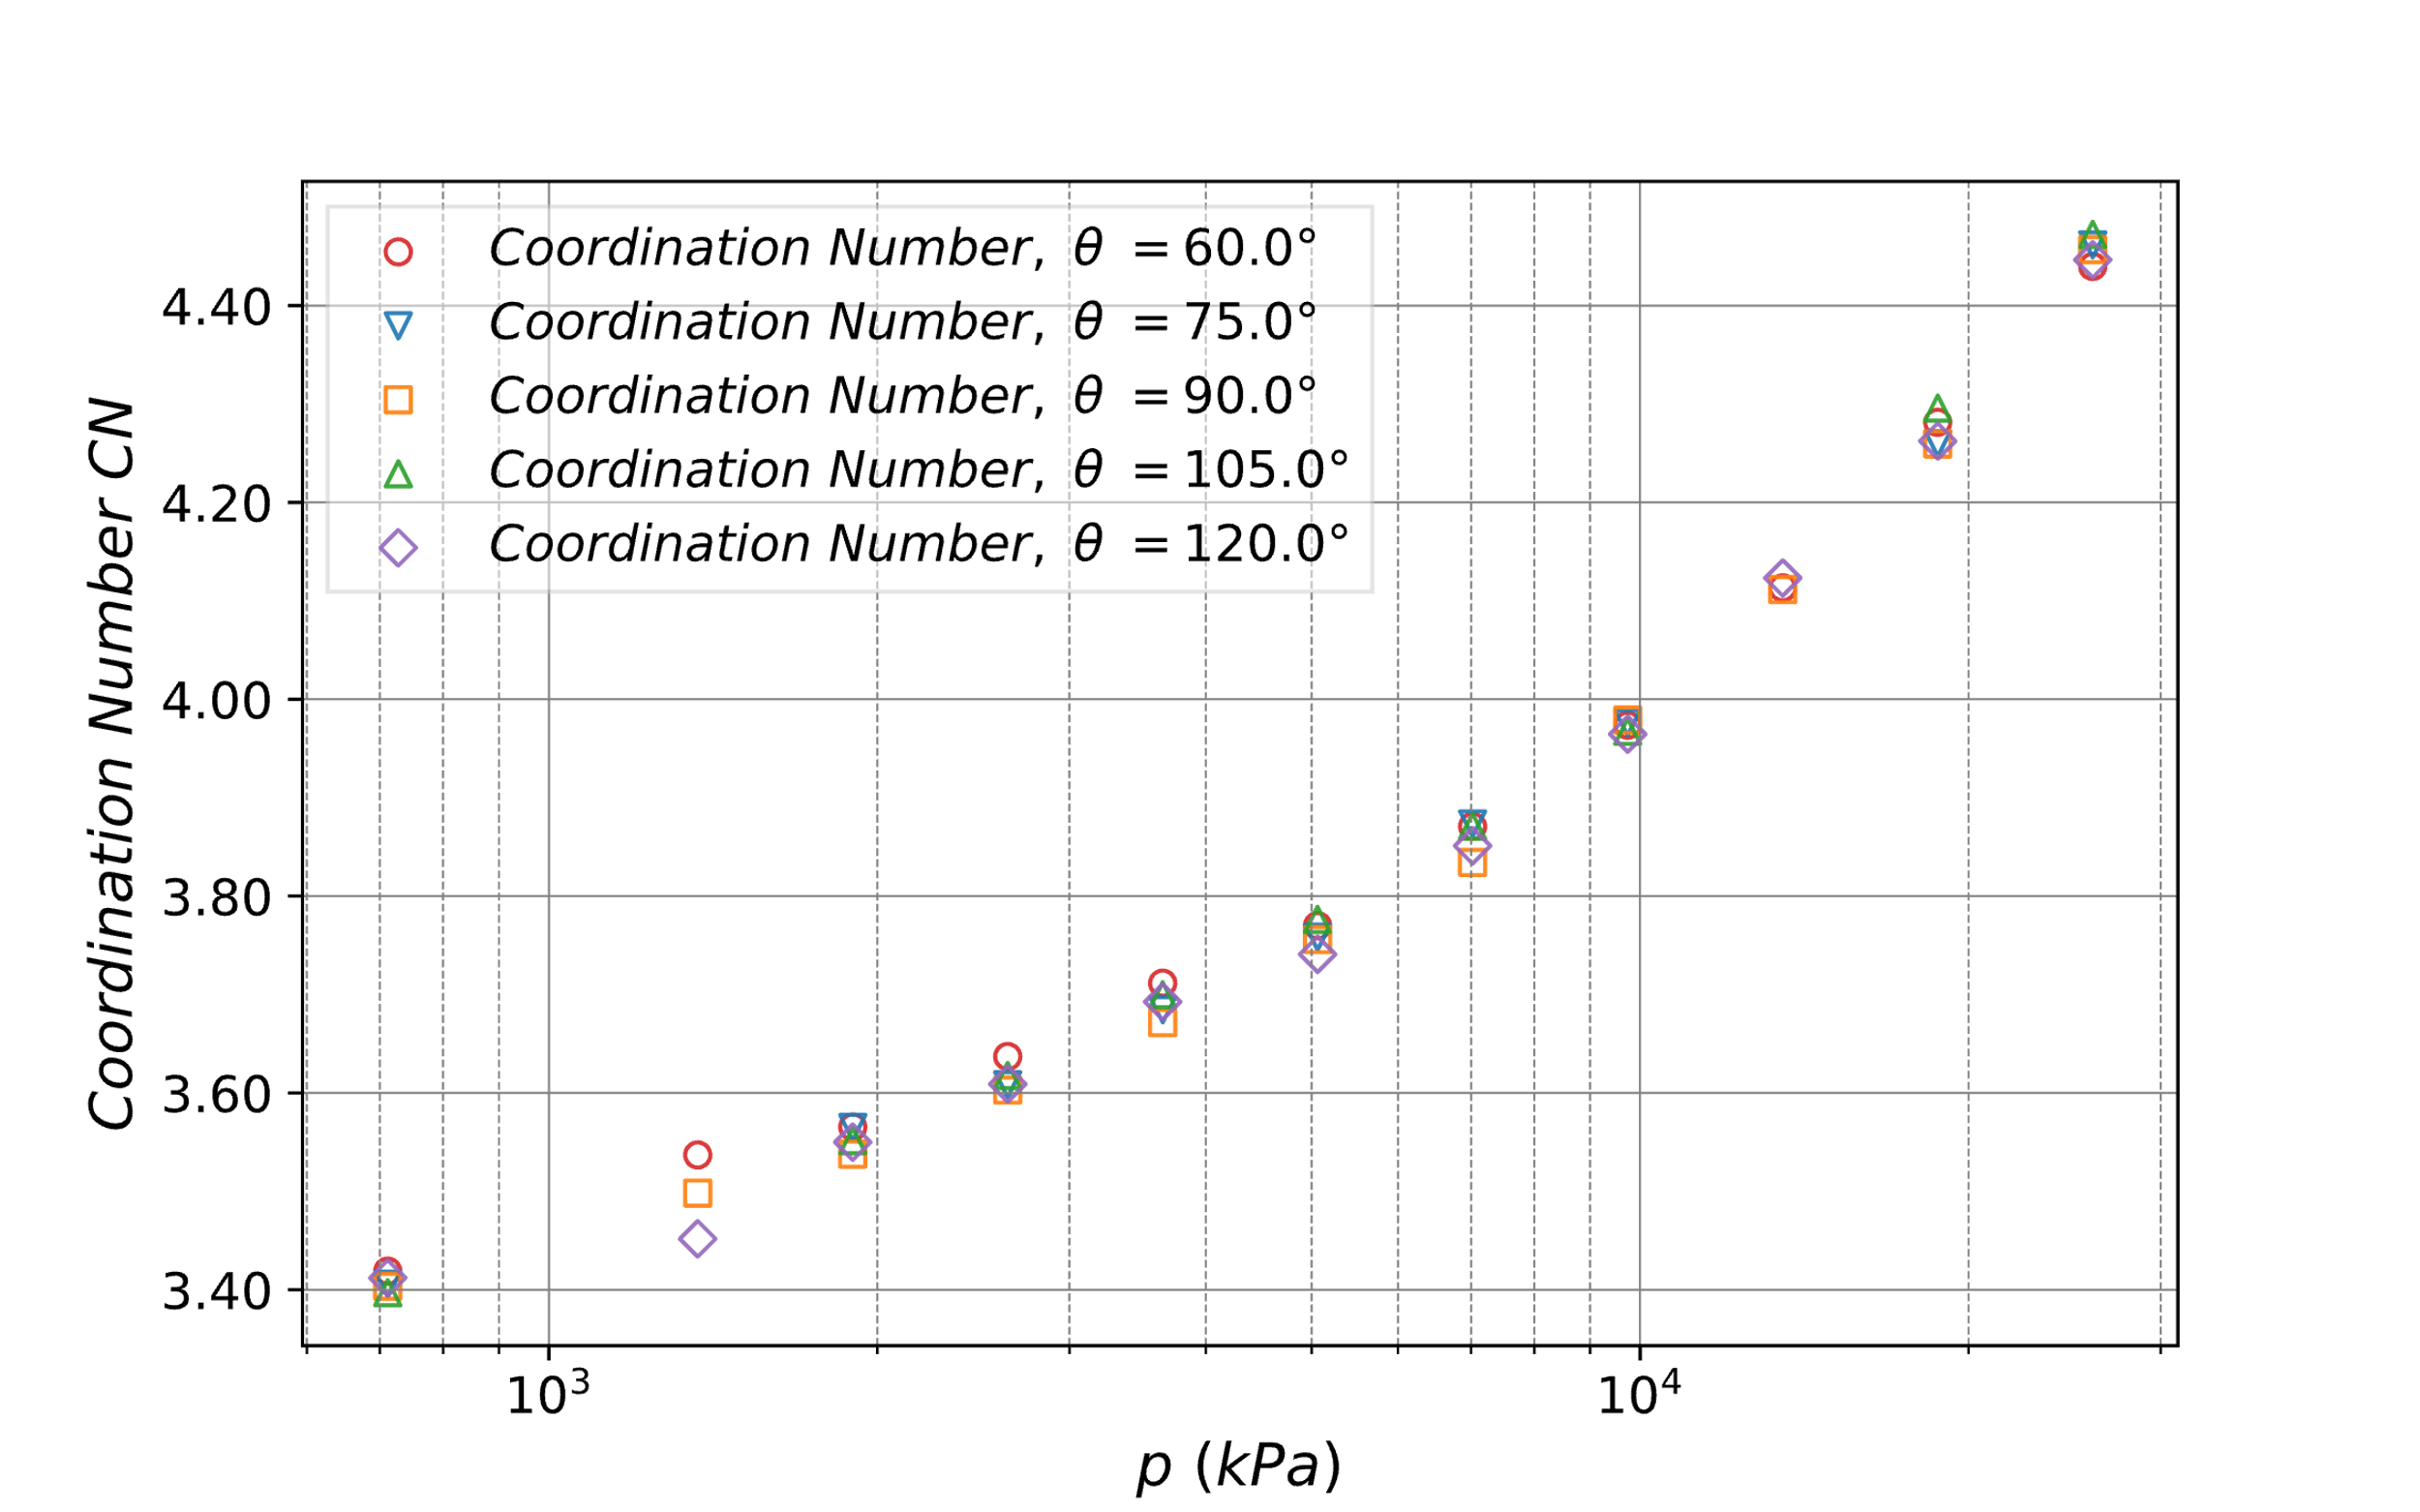 Coordination Number, θ = 60.0°
Coordination Number, θ = 75.0°
Coordination Number, θ = 90.0°
Coordination Number, θ = 105.0°
Coordination Number, θ = 120.0°
Coordination Number CN
4.40
4.20
4.00
3.80
3.60
3.40
10³
10⁴
p (kPa)